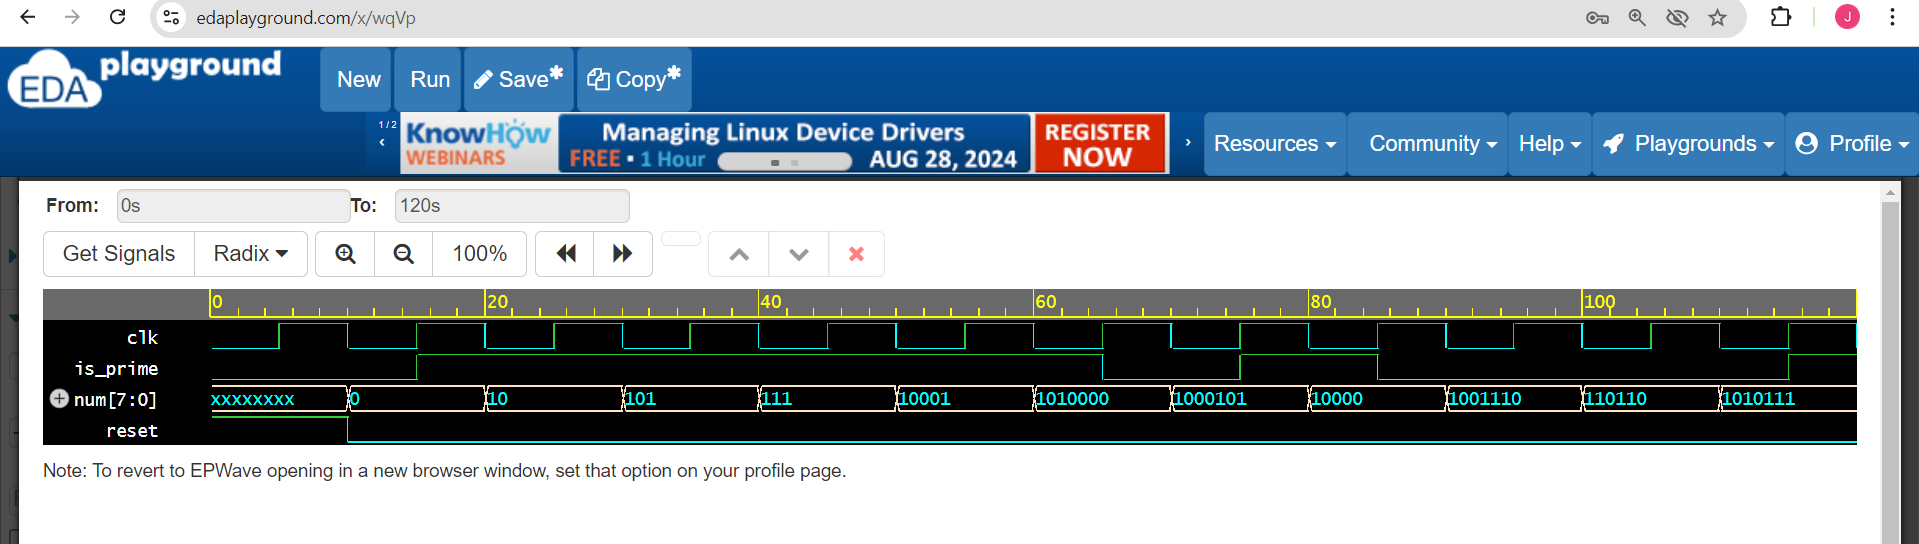 edaplayground.com/x/wqVp
J
EDA playground
New Run Save* Copy*
1 / 2
KnowHow WEBINARS
Managing Linux Device Drivers
FREE • 1 Hour AUG 28, 2024
REGISTER NOW
Resources Community Help Playgrounds Profile
From: 0s To: 120s
Get Signals Radix 100%
0 20 40 60 80 100
clk
is_prime
num[7:0] xxxxxxxx 0 10 101 111 10001 1010000 1000101 10000 1001110 110110 1010111
reset
Note: To revert to EPWave opening in a new browser window, set that option on your profile page.